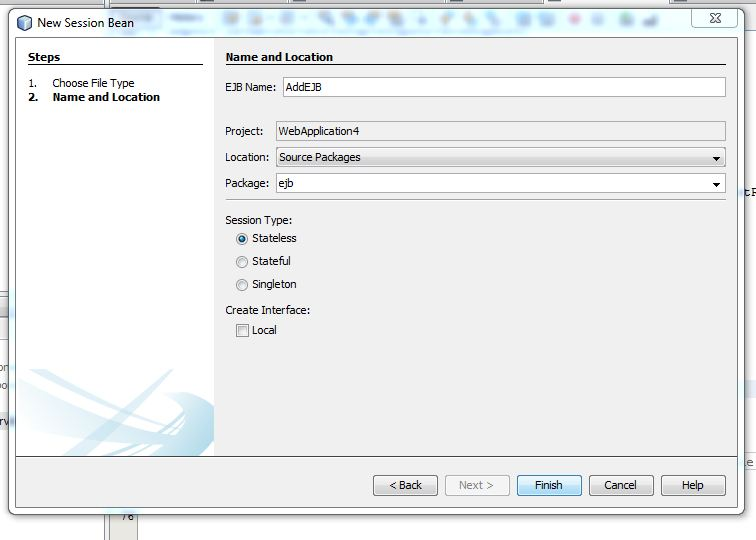 New Session Bean
Steps
1. Choose File Type
2. Name and Location
Name and Location
EJB Name: AddEJB
Project: WebApplication4
Location: Source Packages
Package: ejb
Session Type:
Stateless
Stateful
Singleton
Create Interface:
Local
< Back Next > Finish Cancel Help
76